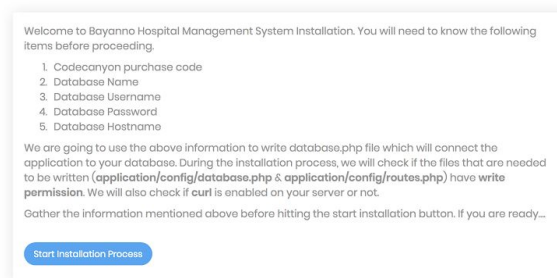 Welcome to Bayanno Hospital Management System Installation. You will need to know the following
items before proceeding.
1. Codecanyon purchase code
2. Database Name
3. Database Username
4. Database Password
5. Database Hostname
We are going to use the above information to write database.php file which will connect the
application to your database. During the installation process, we will check if the files that are needed
to be written (application/config/database.php & application/config/routes.php) have write
permission. We will also check if curl is enabled on your server or not.
Gather the information mentioned above before hitting the start installation button. If you are ready....
Start Installation Process